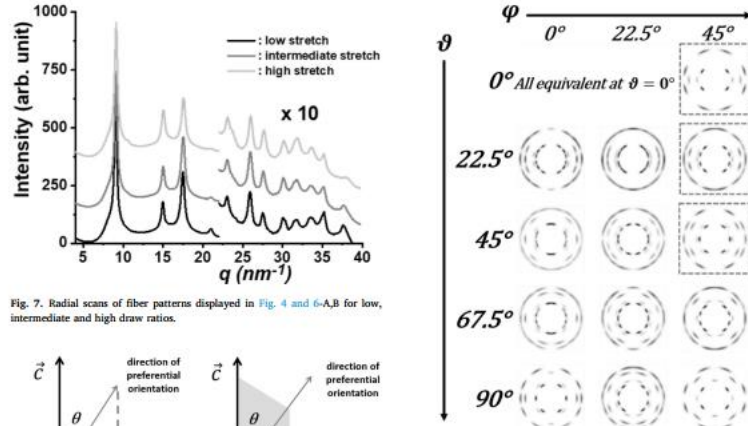 1000
750
500
250
0
Intensity (arb. unit)
: low stretch
: intermediate stretch
: high stretch
x 10
5 10 15 20 25 30 35 40
q (nm⁻¹)
Fig. 7. Radial scans of fiber patterns displayed in Fig. 4 and 6-A,B for low,
intermediate and high draw ratios.
C⃗
direction of
preferential
orientation
θ
C⃗
direction of
preferential
orientation
θ
φ
ϑ
0° 22.5° 45°
0° All equivalent at ϑ = 0°
22.5°
45°
67.5°
90°